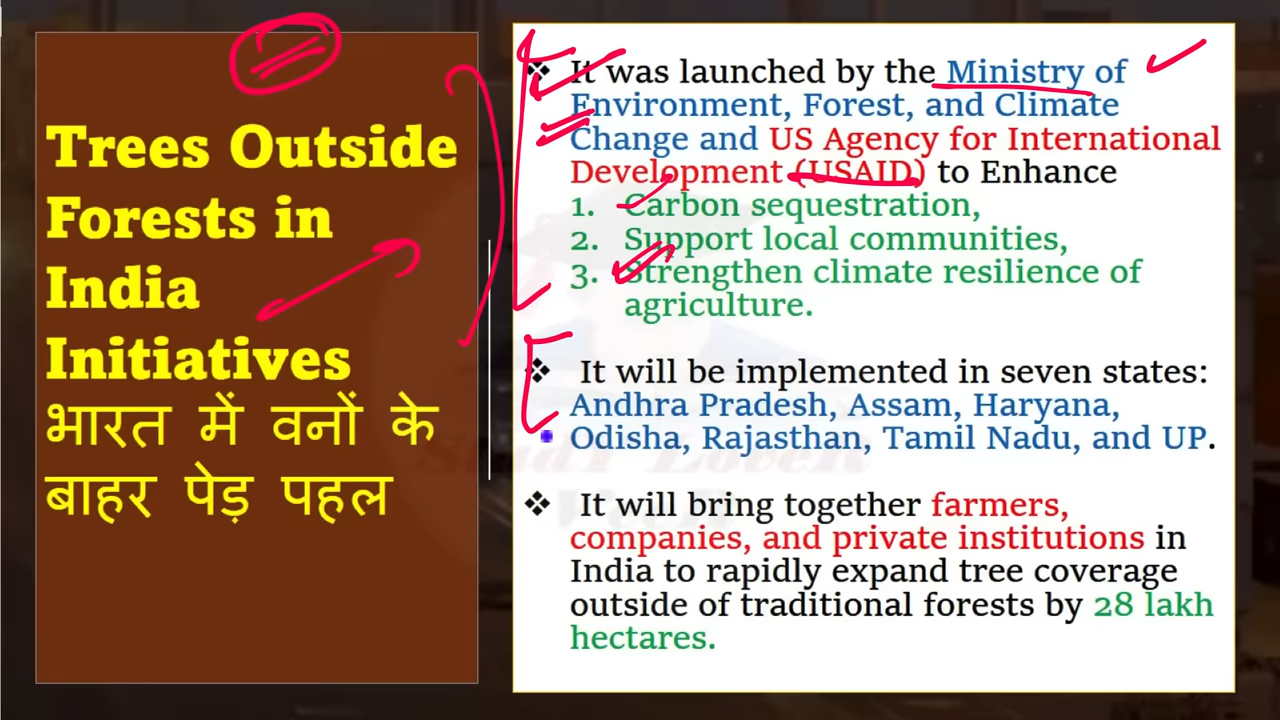 Trees Outside
Forests in
India
Initiatives
भारत में वनों के
बाहर पेड़ पहल
❖ It was launched by the Ministry of
Environment, Forest, and Climate
Change and US Agency for International
Development (USAID) to Enhance
1. Carbon sequestration,
2. Support local communities,
3. Strengthen climate resilience of
agriculture.
❖ It will be implemented in seven states:
Andhra Pradesh, Assam, Haryana,
Odisha, Rajasthan, Tamil Nadu, and UP.
❖ It will bring together farmers,
companies, and private institutions in
India to rapidly expand tree coverage
outside of traditional forests by 28 lakh
hectares.